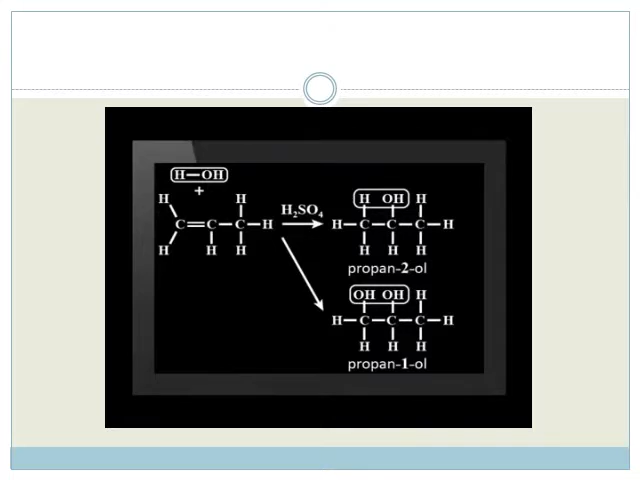 H—OH
+
H H
H₂SO₄
C=C—C—H
H H H
H OH H
H—C—C—C—H
H H H
propan-2-ol
OH OH H
H—C—C—C—H
H H H
propan-1-ol